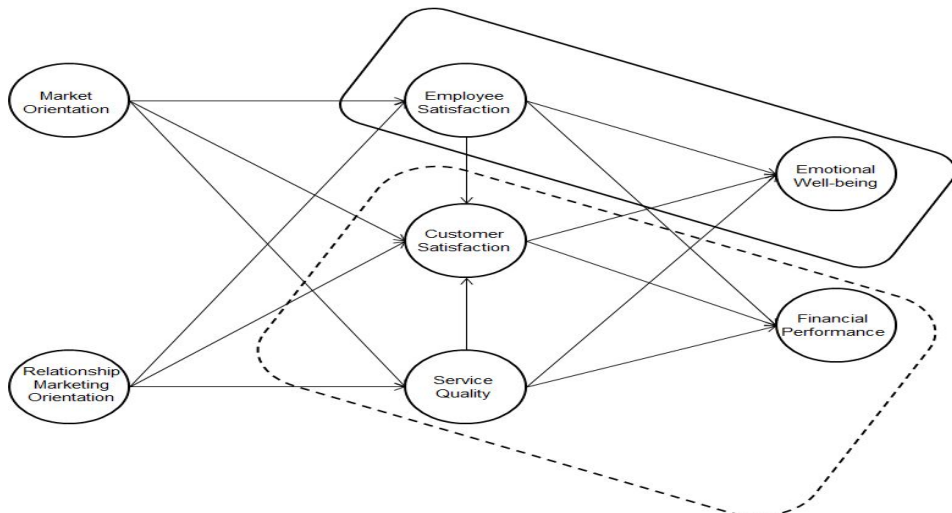 Market
Orientation
Employee
Satisfaction
Emotional
Well-being
Customer
Satisfaction
Financial
Performance
Relationship
Marketing
Orientation
Service
Quality